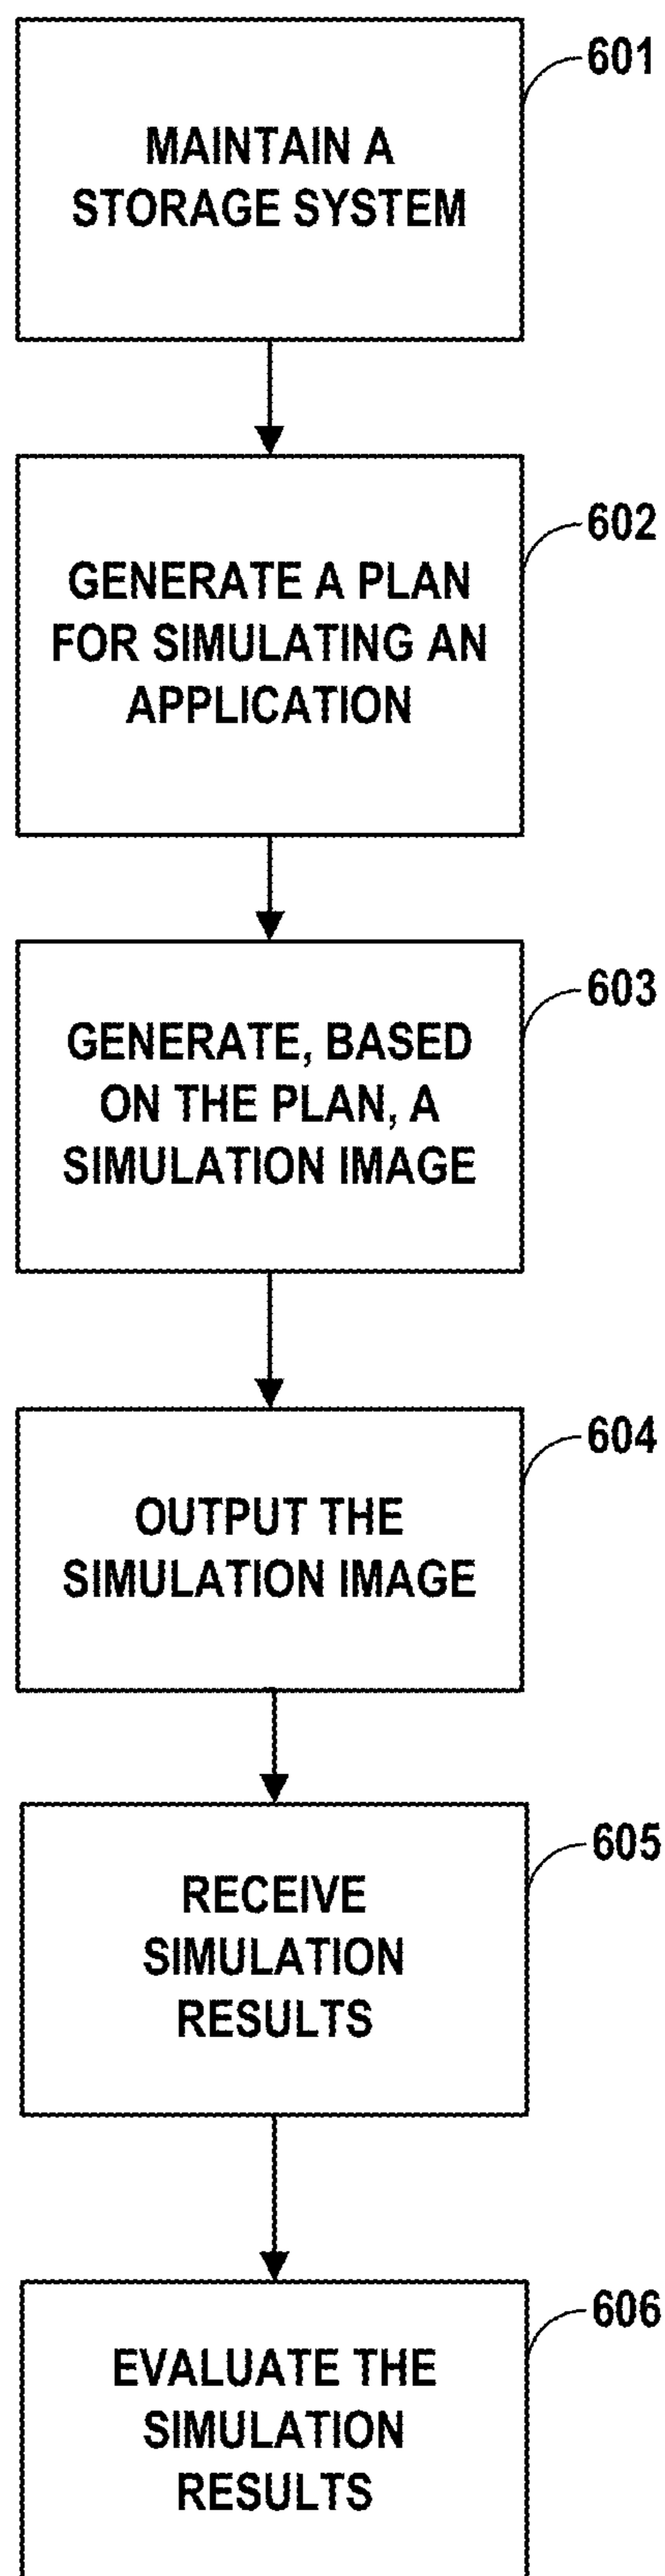 601
MAINTAIN A
STORAGE SYSTEM
602
GENERATE A PLAN
FOR SIMULATING AN
APPLICATION
603
GENERATE, BASED
ON THE PLAN, A
SIMULATION IMAGE
604
OUTPUT THE
SIMULATION IMAGE
605
RECEIVE
SIMULATION
RESULTS
606
EVALUATE THE
SIMULATION
RESULTS